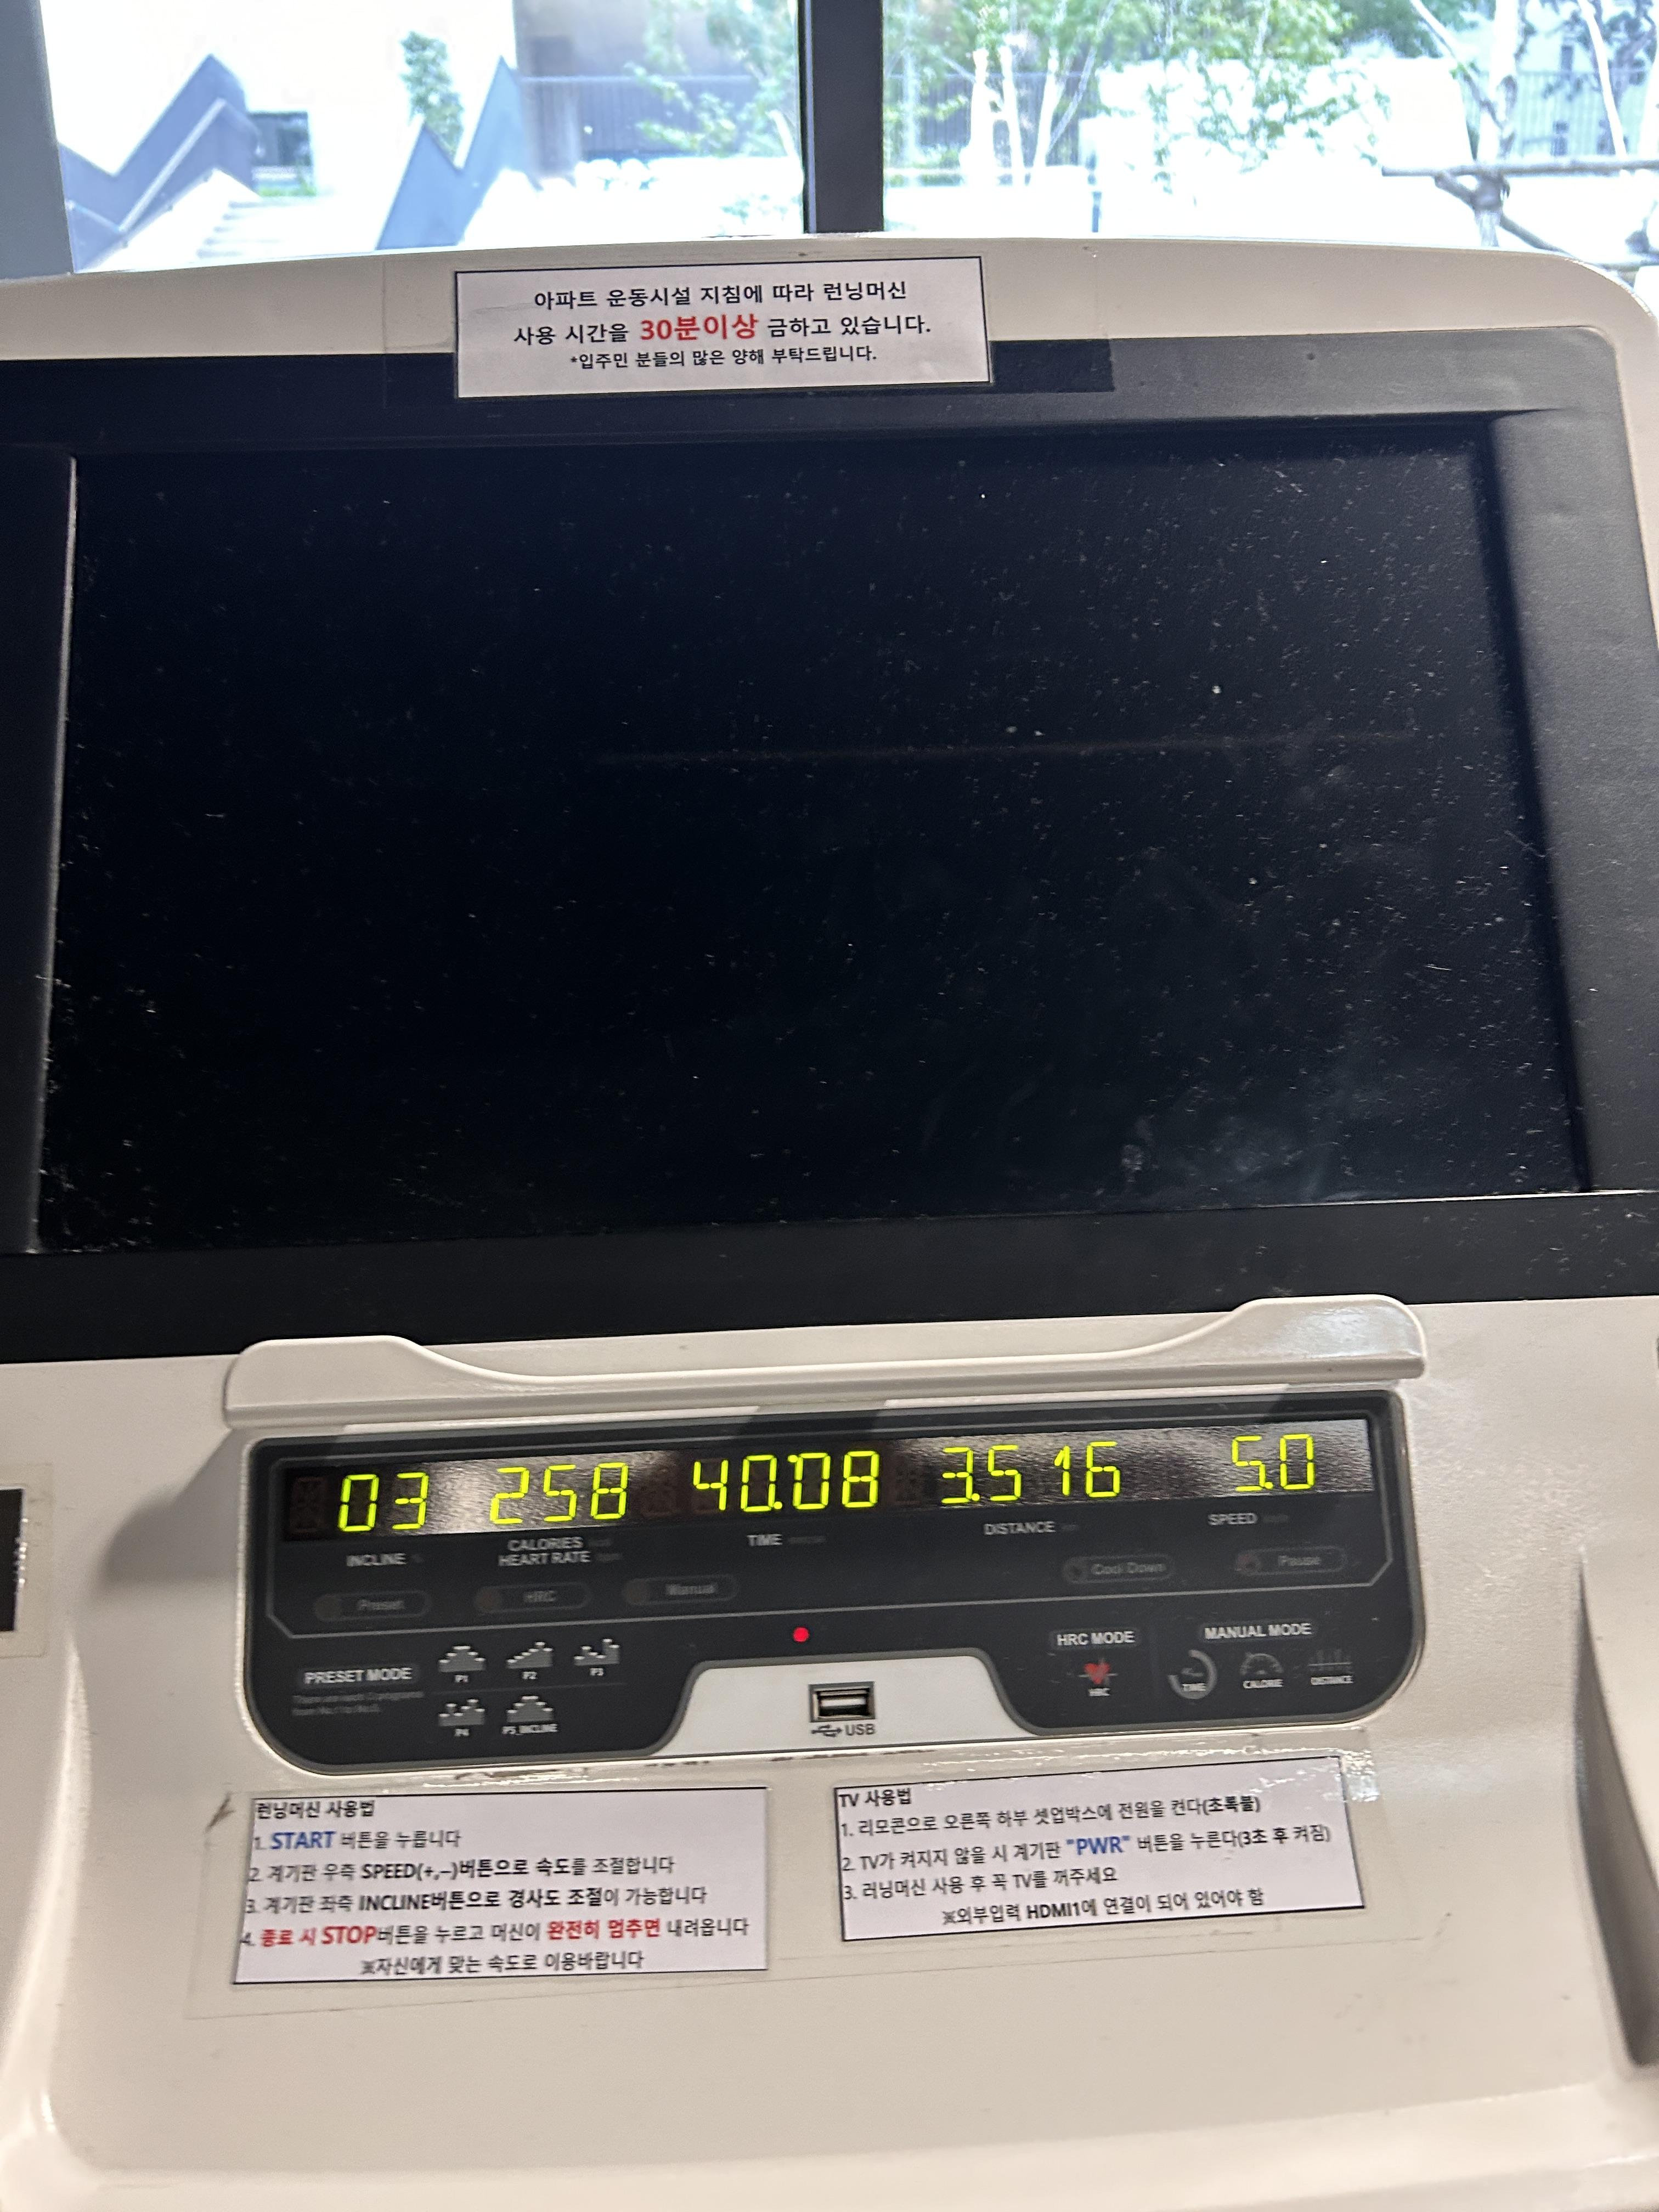 아파트 운동시설 지침에 따라 런닝머신
사용 시간을 30분이상 금하고 있습니다.
*입주민 분들의 많은 양해 부탁드립니다.
03 258 40:08 3.516 5.0
INCLINE %
CALORIES
HEART RATE
TIME
DISTANCE km
SPEED
Preset
HRC
Manual
Cool Down
Pause
PRESET MODE
P1
P2
P3
P4
P5_INCLINE
HRC MODE
HRC
MANUAL MODE
TIME
CALORIE
DISTANCE
USB
런닝머신 사용법
1. START 버튼을 누릅니다
2. 계기판 우측 SPEED(+,–)버튼으로 속도를 조절합니다
3. 계기판 좌측 INCLINE버튼으로 경사도 조절이 가능합니다
4. 종료 시 STOP버튼을 누르고 머신이 완전히 멈추면 내려옵니다
※자신에게 맞는 속도로 이용바랍니다
TV 사용법
1. 리모콘으로 오른쪽 하부 셋업박스에 전원을 켠다(초록불)
2. TV가 켜지지 않을 시 계기판 "PWR" 버튼을 누른다(3초 후 켜짐)
3. 러닝머신 사용 후 꼭 TV를 꺼주세요
※외부입력 HDMI1에 연결이 되어 있어야 함